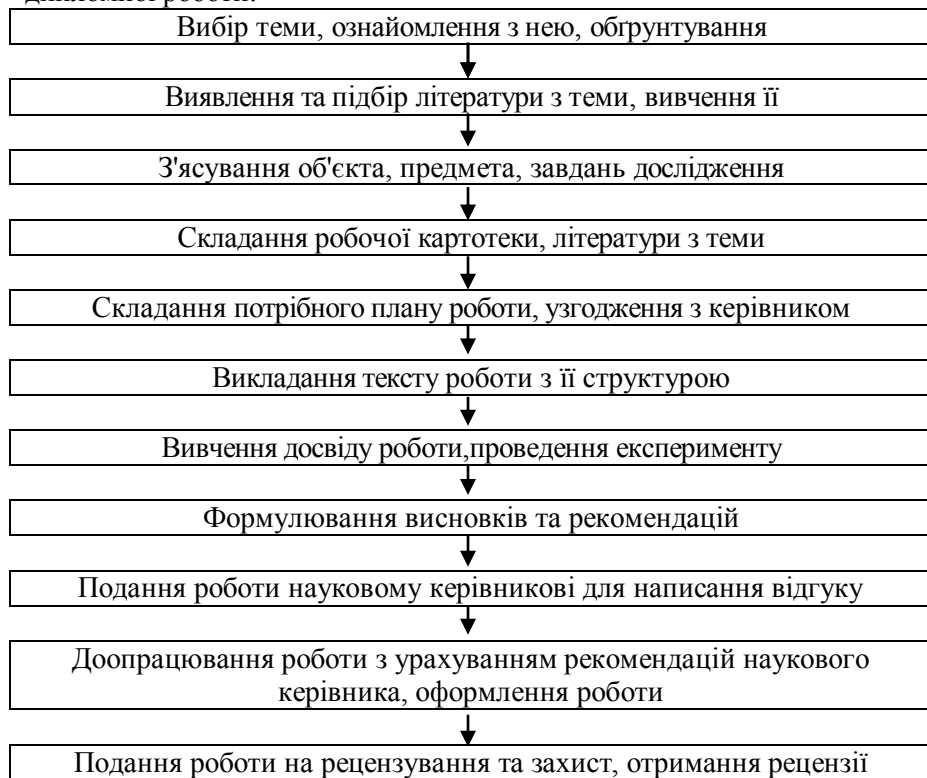 Вибір теми, ознайомлення з нею, обґрунтування
Виявлення та підбір літератури з теми, вивчення її
З'ясування об'єкта, предмета, завдань дослідження
Складання робочої картотеки, літератури з теми
Складання потрібного плану роботи, узгодження з керівником
Викладання тексту роботи з її структурою
Вивчення досвіду роботи,проведення експерименту
Формулювання висновків та рекомендацій
Подання роботи науковому керівникові для написання відгуку
Доопрацювання роботи з урахуванням рекомендацій наукового
керівника, оформлення роботи
Подання роботи на рецензування та захист, отримання рецензії